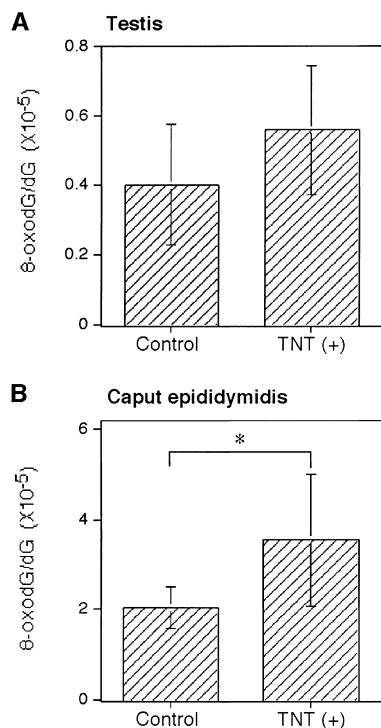 A Testis
0.8
0.6
0.4
0.2
0
8-oxodG/dG (X10-5)
Control TNT (+)
B Caput epididymidis
6
4
2
0
8-oxodG/dG (X10-5)
*
Control TNT (+)